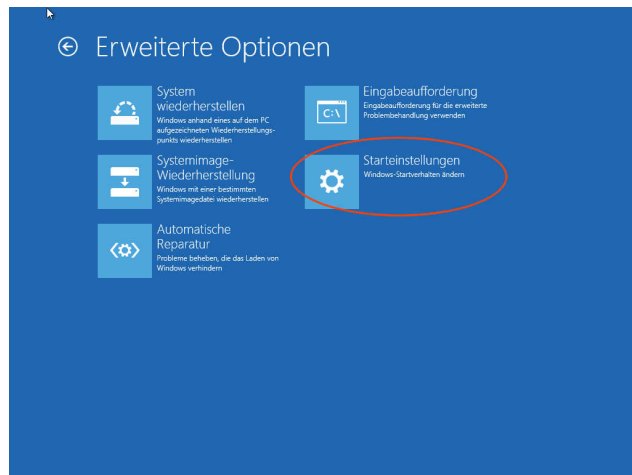 Erweiterte Optionen
System
wiederherstellen
Windows anhand eines auf dem PC
aufgezeichneten Wiederherstellungs-
punkts wiederherstellen
Systemimage-
Wiederherstellung
Windows mit einer bestimmten
Systemimagedatei wiederherstellen
Automatische
Reparatur
Probleme beheben, die das Laden von
Windows verhindern
C:\
Eingabeaufforderung
Eingabeaufforderung für die erweiterte
Problembehandlung verwenden
Starteinstellungen
Windows-Startverhalten ändern